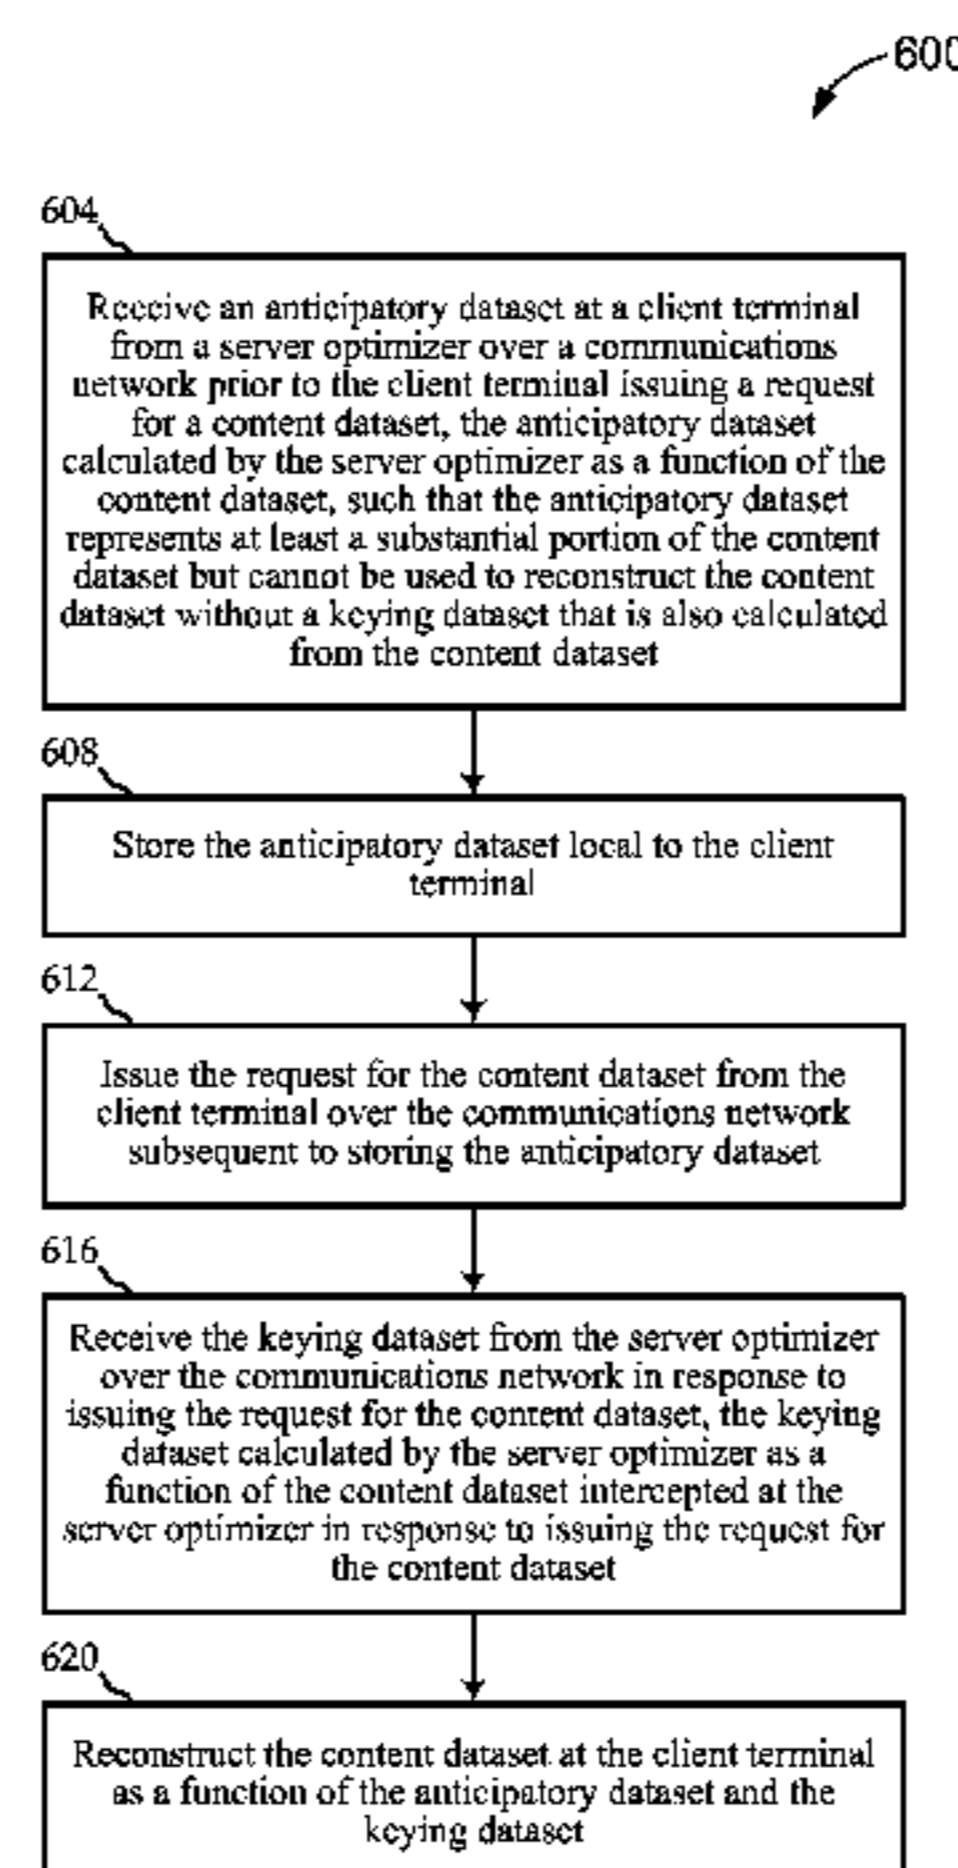 600
604
Receive an anticipatory dataset at a client terminal
from a server optimizer over a communications
network prior to the client terminal issuing a request
for a content dataset, the anticipatory dataset
calculated by the server optimizer as a function of the
content dataset, such that the anticipatory dataset
represents at least a substantial portion of the content
dataset but cannot be used to reconstruct the content
dataset without a keying dataset that is also calculated
from the content dataset
608
Store the anticipatory dataset local to the client
terminal
612
Issue the request for the content dataset from the
client terminal over the communications network
subsequent to storing the anticipatory dataset
616
Receive the keying dataset from the server optimizer
over the communications network in response to
issuing the request for the content dataset, the keying
dataset calculated by the server optimizer as a
function of the content dataset intercepted at the
server optimizer in response to issuing the request for
the content dataset
620
Reconstruct the content dataset at the client terminal
as a function of the anticipatory dataset and the
keying dataset